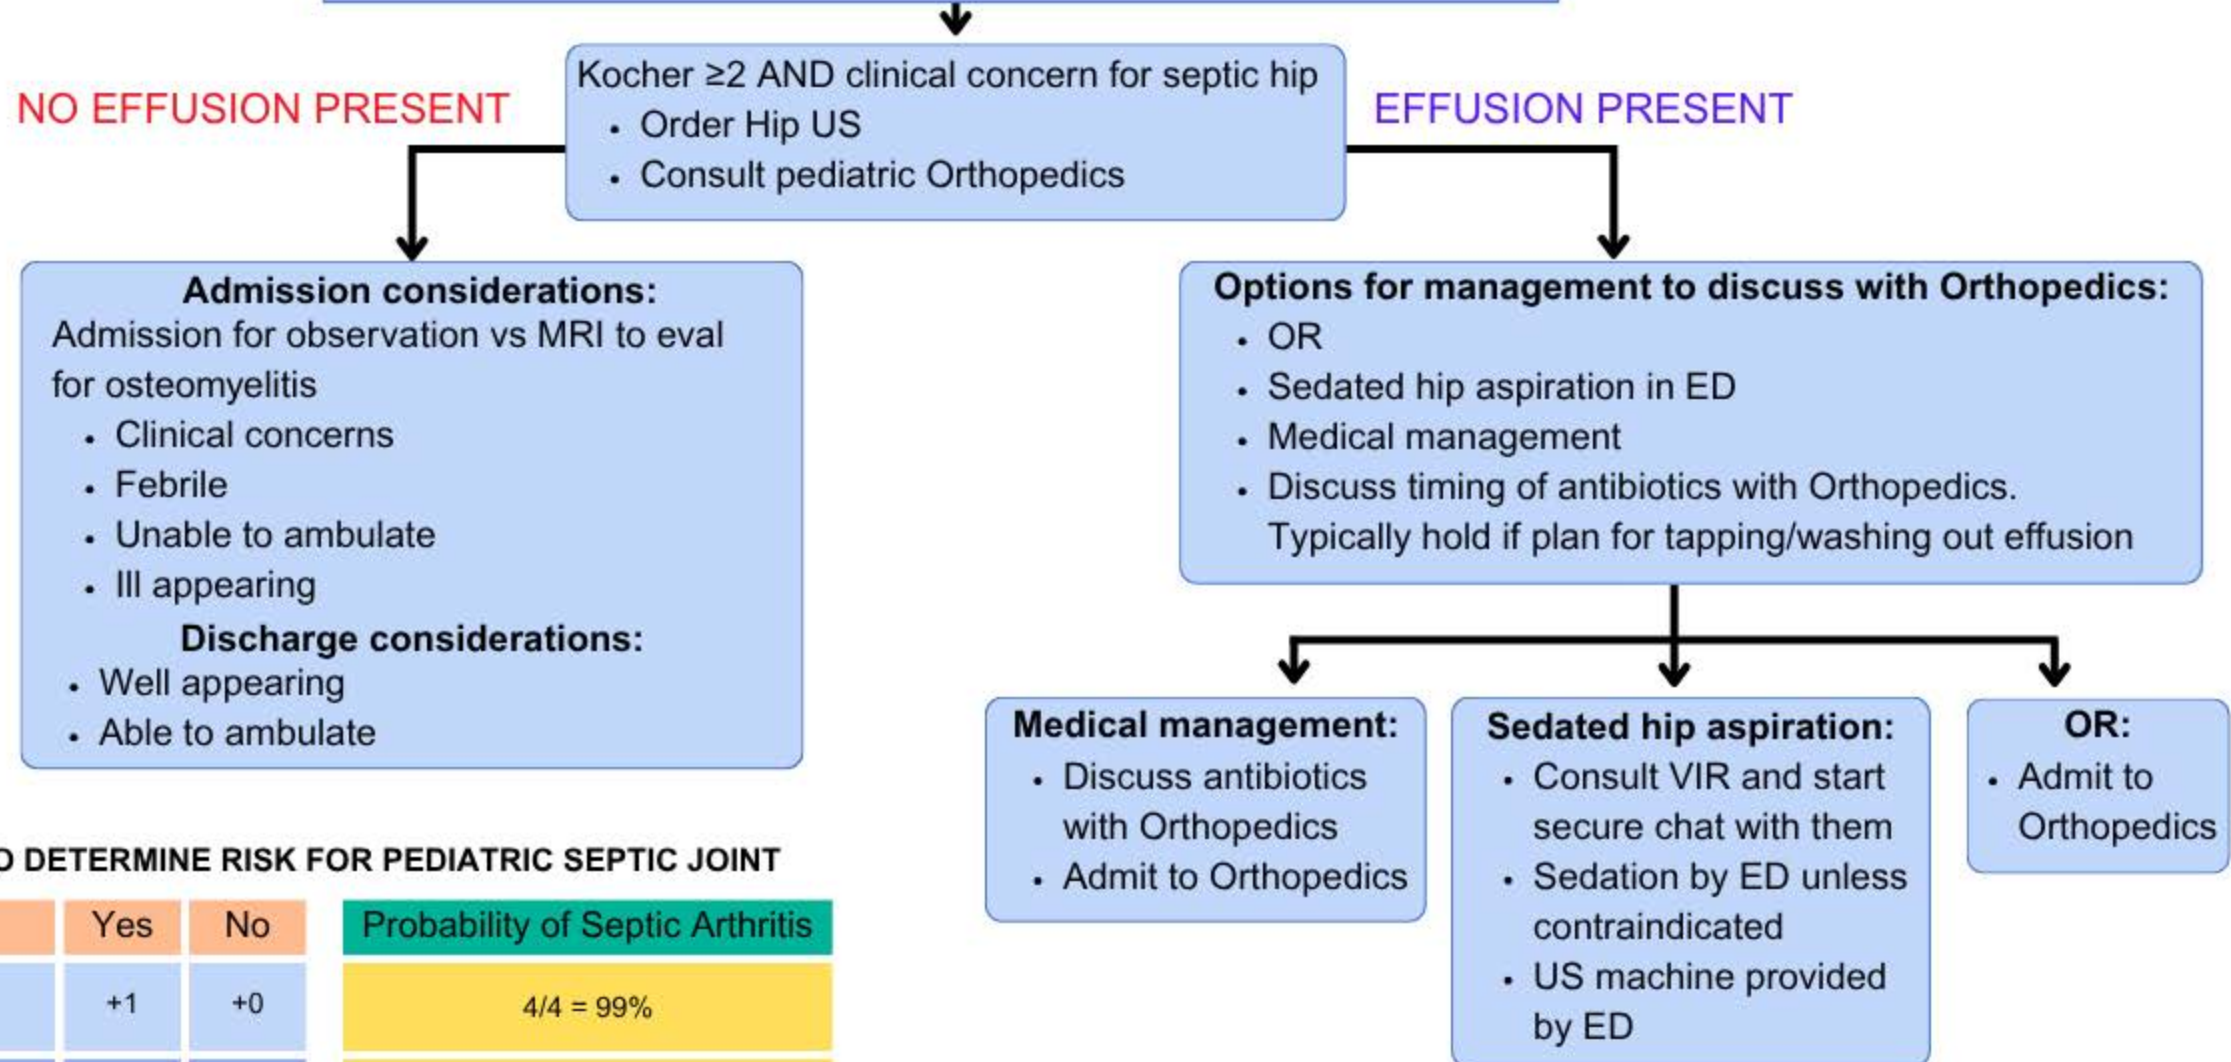 Kocher ≥2 AND clinical concern for septic hip
• Order Hip US
• Consult pediatric Orthopedics
NO EFFUSION PRESENT
EFFUSION PRESENT
Admission considerations:
Admission for observation vs MRI to eval
for osteomyelitis
• Clinical concerns
• Febrile
• Unable to ambulate
• Ill appearing
Discharge considerations:
• Well appearing
• Able to ambulate
Options for management to discuss with Orthopedics:
• OR
• Sedated hip aspiration in ED
• Medical management
• Discuss timing of antibiotics with Orthopedics.
Typically hold if plan for tapping/washing out effusion
Medical management:
• Discuss antibiotics
with Orthopedics
• Admit to Orthopedics
Sedated hip aspiration:
• Consult VIR and start
secure chat with them
• Sedation by ED unless
contraindicated
• US machine provided
by ED
OR:
• Admit to
Orthopedics
DETERMINE RISK FOR PEDIATRIC SEPTIC JOINT
Yes No Probability of Septic Arthritis
+1 +0 4/4 = 99%